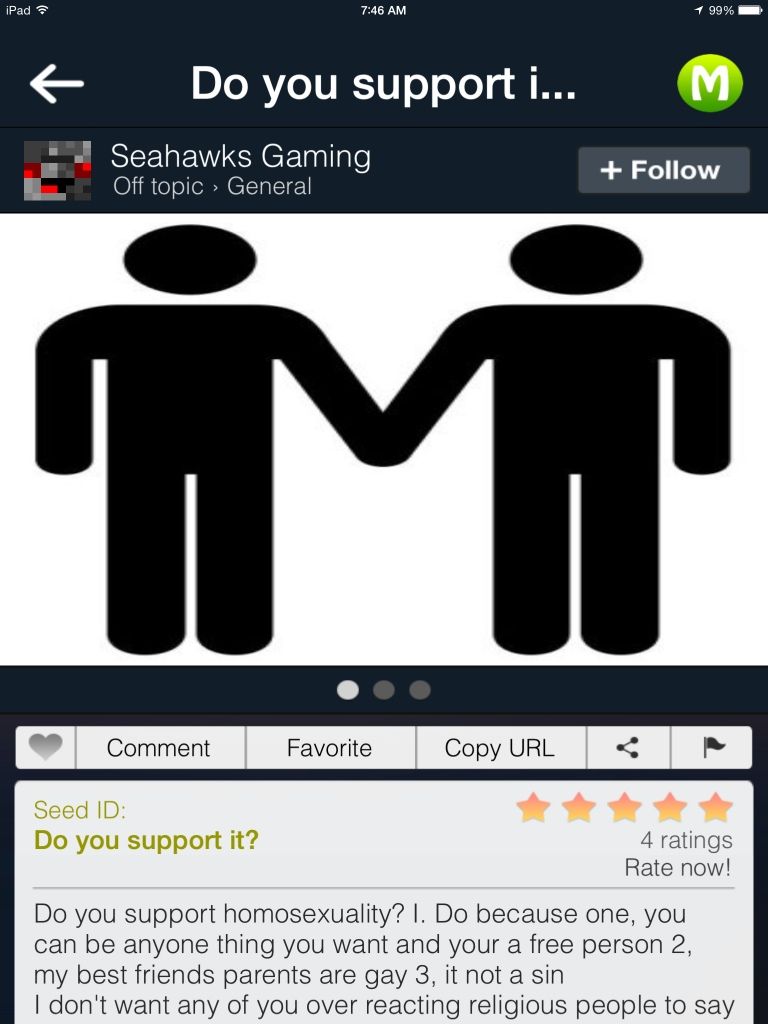 iPad 7:46 AM 99%
Do you support i... M
Seahawks Gaming + Follow
Off topic › General
Comment Favorite Copy URL
Seed ID:
Do you support it?
4 ratings
Rate now!
Do you support homosexuality? I. Do because one, you
can be anyone thing you want and your a free person 2,
my best friends parents are gay 3, it not a sin
I don't want any of you over reacting religious people to say